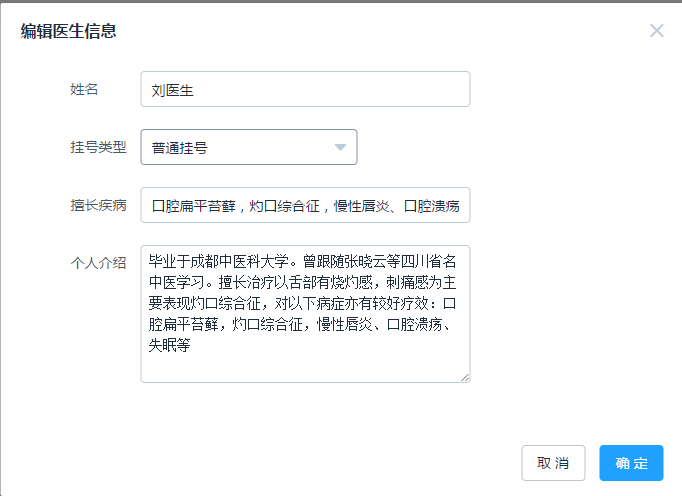 编辑医生信息
姓名
刘医生
挂号类型
普通挂号
擅长疾病
口腔扁平苔藓，灼口综合征，慢性唇炎、口腔溃疡
个人介绍
毕业于成都中医科大学。曾跟随张晓云等四川省名
中医学习。擅长治疗以舌部有烧灼感，刺痛感为主
要表现灼口综合征，对以下病症亦有较好疗效：口
腔扁平苔藓，灼口综合征，慢性唇炎、口腔溃疡、
失眠等
取 消
确 定